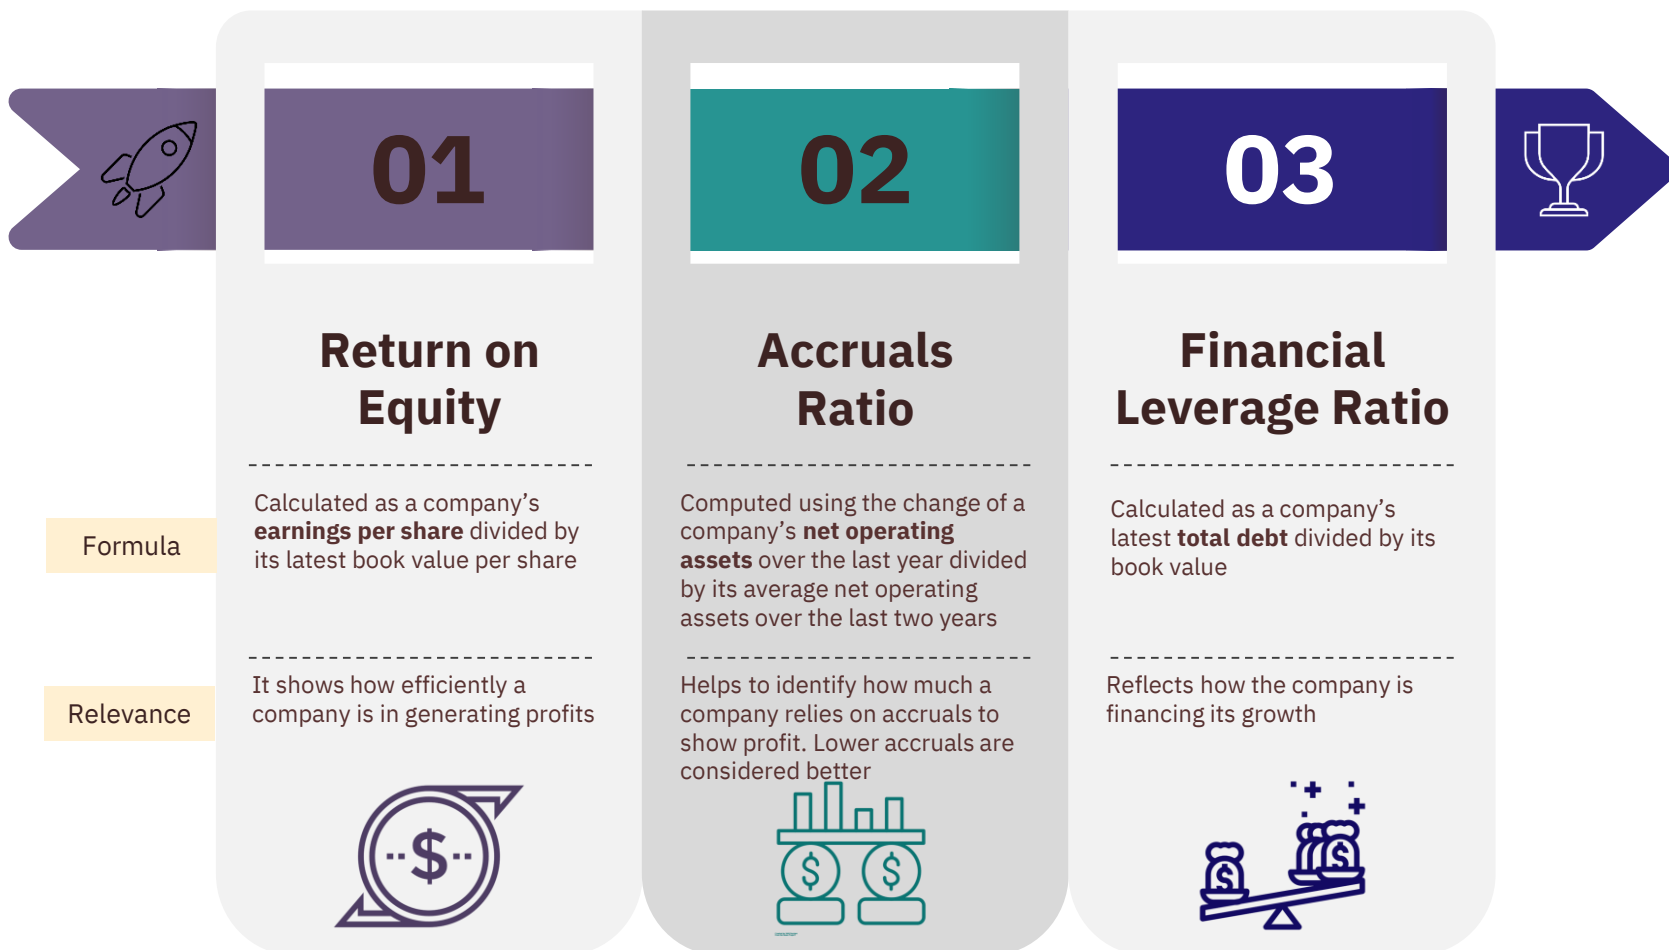 01
02
03
Return on
Equity
Accruals
Ratio
Financial
Leverage Ratio
Formula
Calculated as a company’s
earnings per share divided by
its latest book value per share
Computed using the change of a
company’s net operating
assets over the last year divided
by its average net operating
assets over the last two years
Calculated as a company’s
latest total debt divided by its
book value
Relevance
It shows how efficiently a
company is in generating profits
Helps to identify how much a
company relies on accruals to
show profit. Lower accruals are
considered better
Reflects how the company is
financing its growth